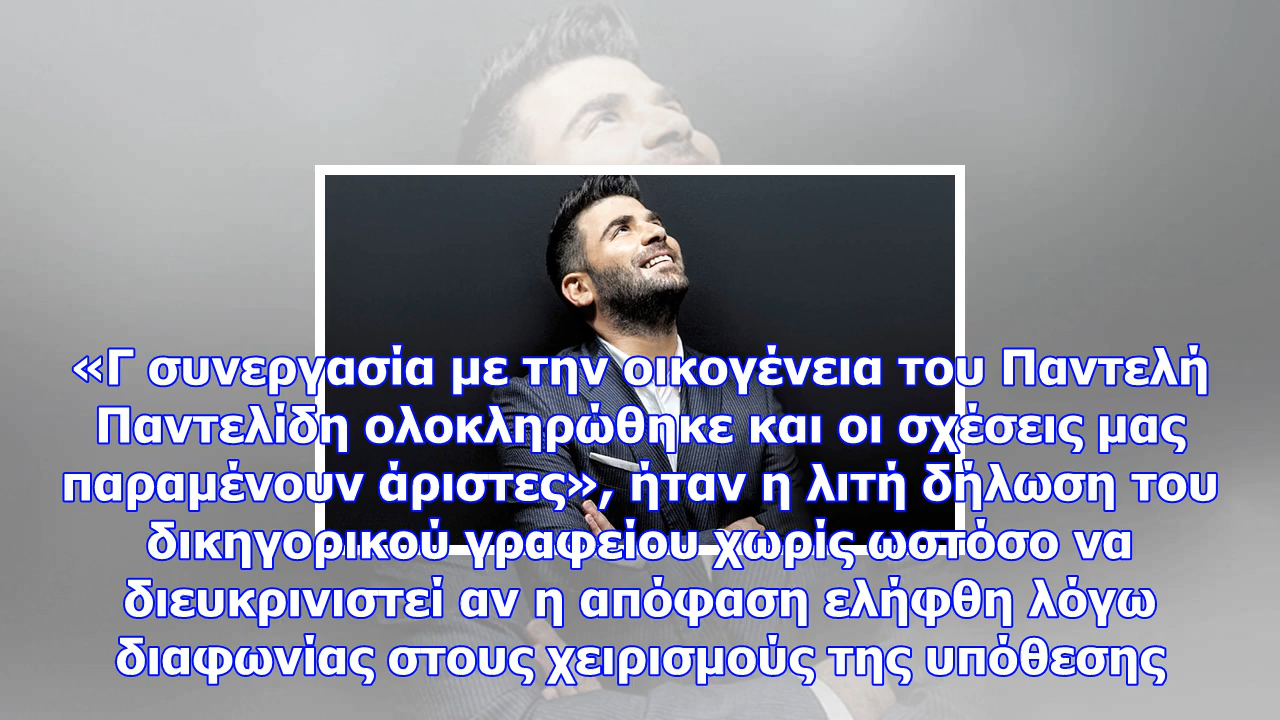 «Γ συνεργασία με την οικογένεια του Παντελή
Παντελίδη ολοκληρώθηκε και οι σχέσεις μας
παραμένουν άριστες», ήταν η λιτή δήλωση του
δικηγορικού γραφείου χωρίς ωστόσο να
διευκρινιστεί αν η απόφαση ελήφθη λόγω
διαφωνίας στους χειρισμούς της υπόθεσης